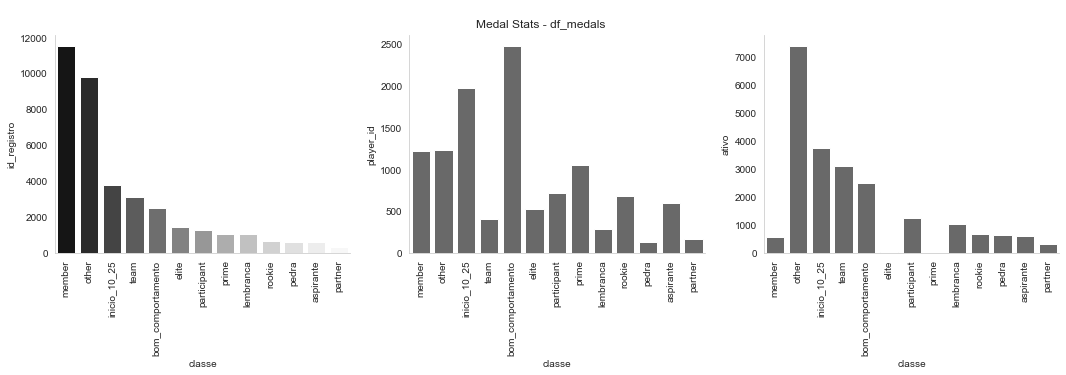 Medal Stats - df_medals
12000
10000
8000
6000
4000
2000
0
id_registro
member
other
inicio_10_25
team
bom_comportamento
elite
participant
prime
lembranca
rookie
pedra
aspirante
partner
classe
2500
2000
1500
1000
500
0
player_id
member
other
inicio_10_25
team
bom_comportamento
elite
participant
prime
lembranca
rookie
pedra
aspirante
partner
classe
7000
6000
5000
4000
3000
2000
1000
0
ativo
member
other
inicio_10_25
team
bom_comportamento
elite
participant
prime
lembranca
rookie
pedra
aspirante
partner
classe